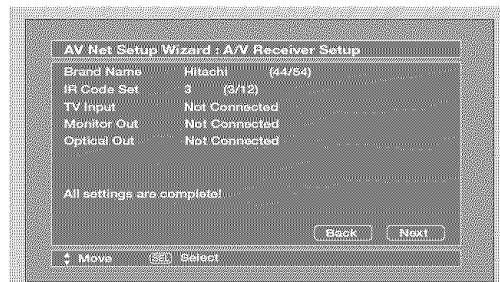 AV Net Setup Wizard : A/V Receiver Setup
Brand Name Hitachi (44/54)
IR Code Set 3 (3/12)
TV Input Not Connected
Monitor Out Not Connected
Optical Out Not Connected
All settings are complete!
Back Next
Move SEL Select